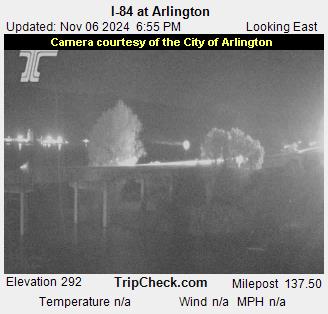 I-84 at Arlington
Updated: Nov 06 2024 6:55 PM Looking East
Camera courtesy of the City of Arlington
Elevation 292 TripCheck.com Milepost 137.50
Temperature n/a Wind n/a MPH n/a